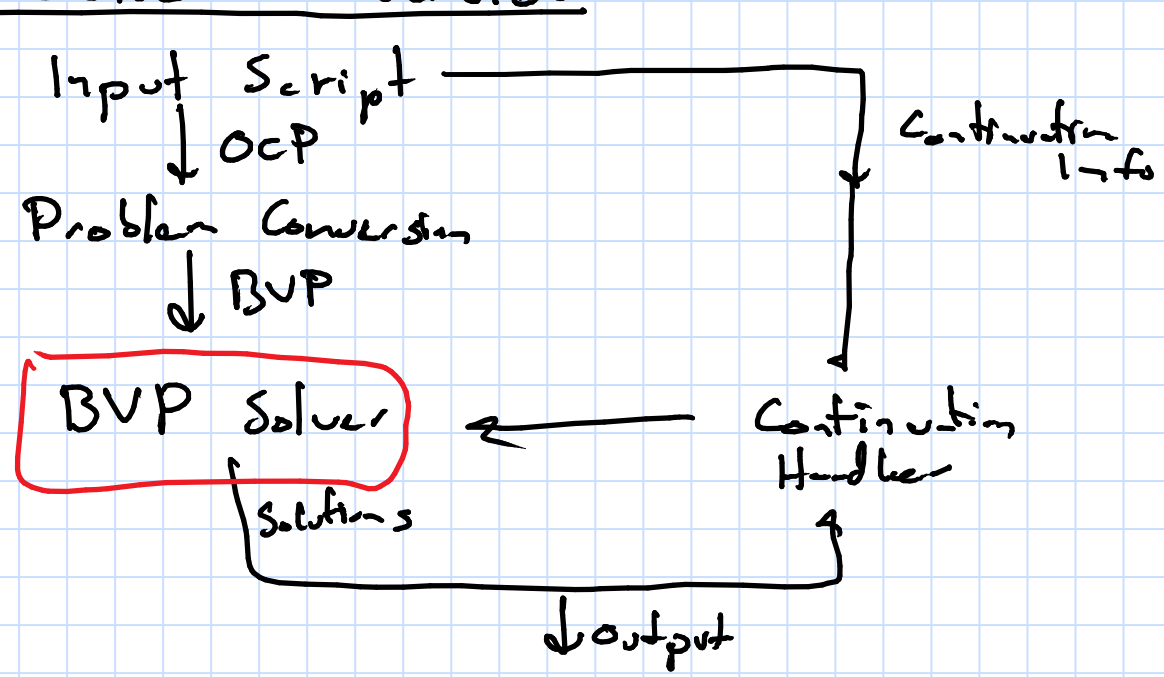 Input Script
OCP
Continuation
Info
Problem Conversion
BVP
BVP Solver
Continuation
Handler
Solutions
Output